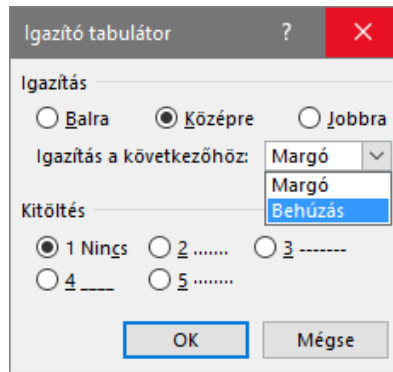 Igazító tabulátor ? ×
Igazítás
Balra Középre Jobbra
Igazítás a következőhöz: Margó
Margó
Behúzás
Kitöltés
1 Nincs 2 ....... 3 -------
4 ____ 5 ········
OK Mégse